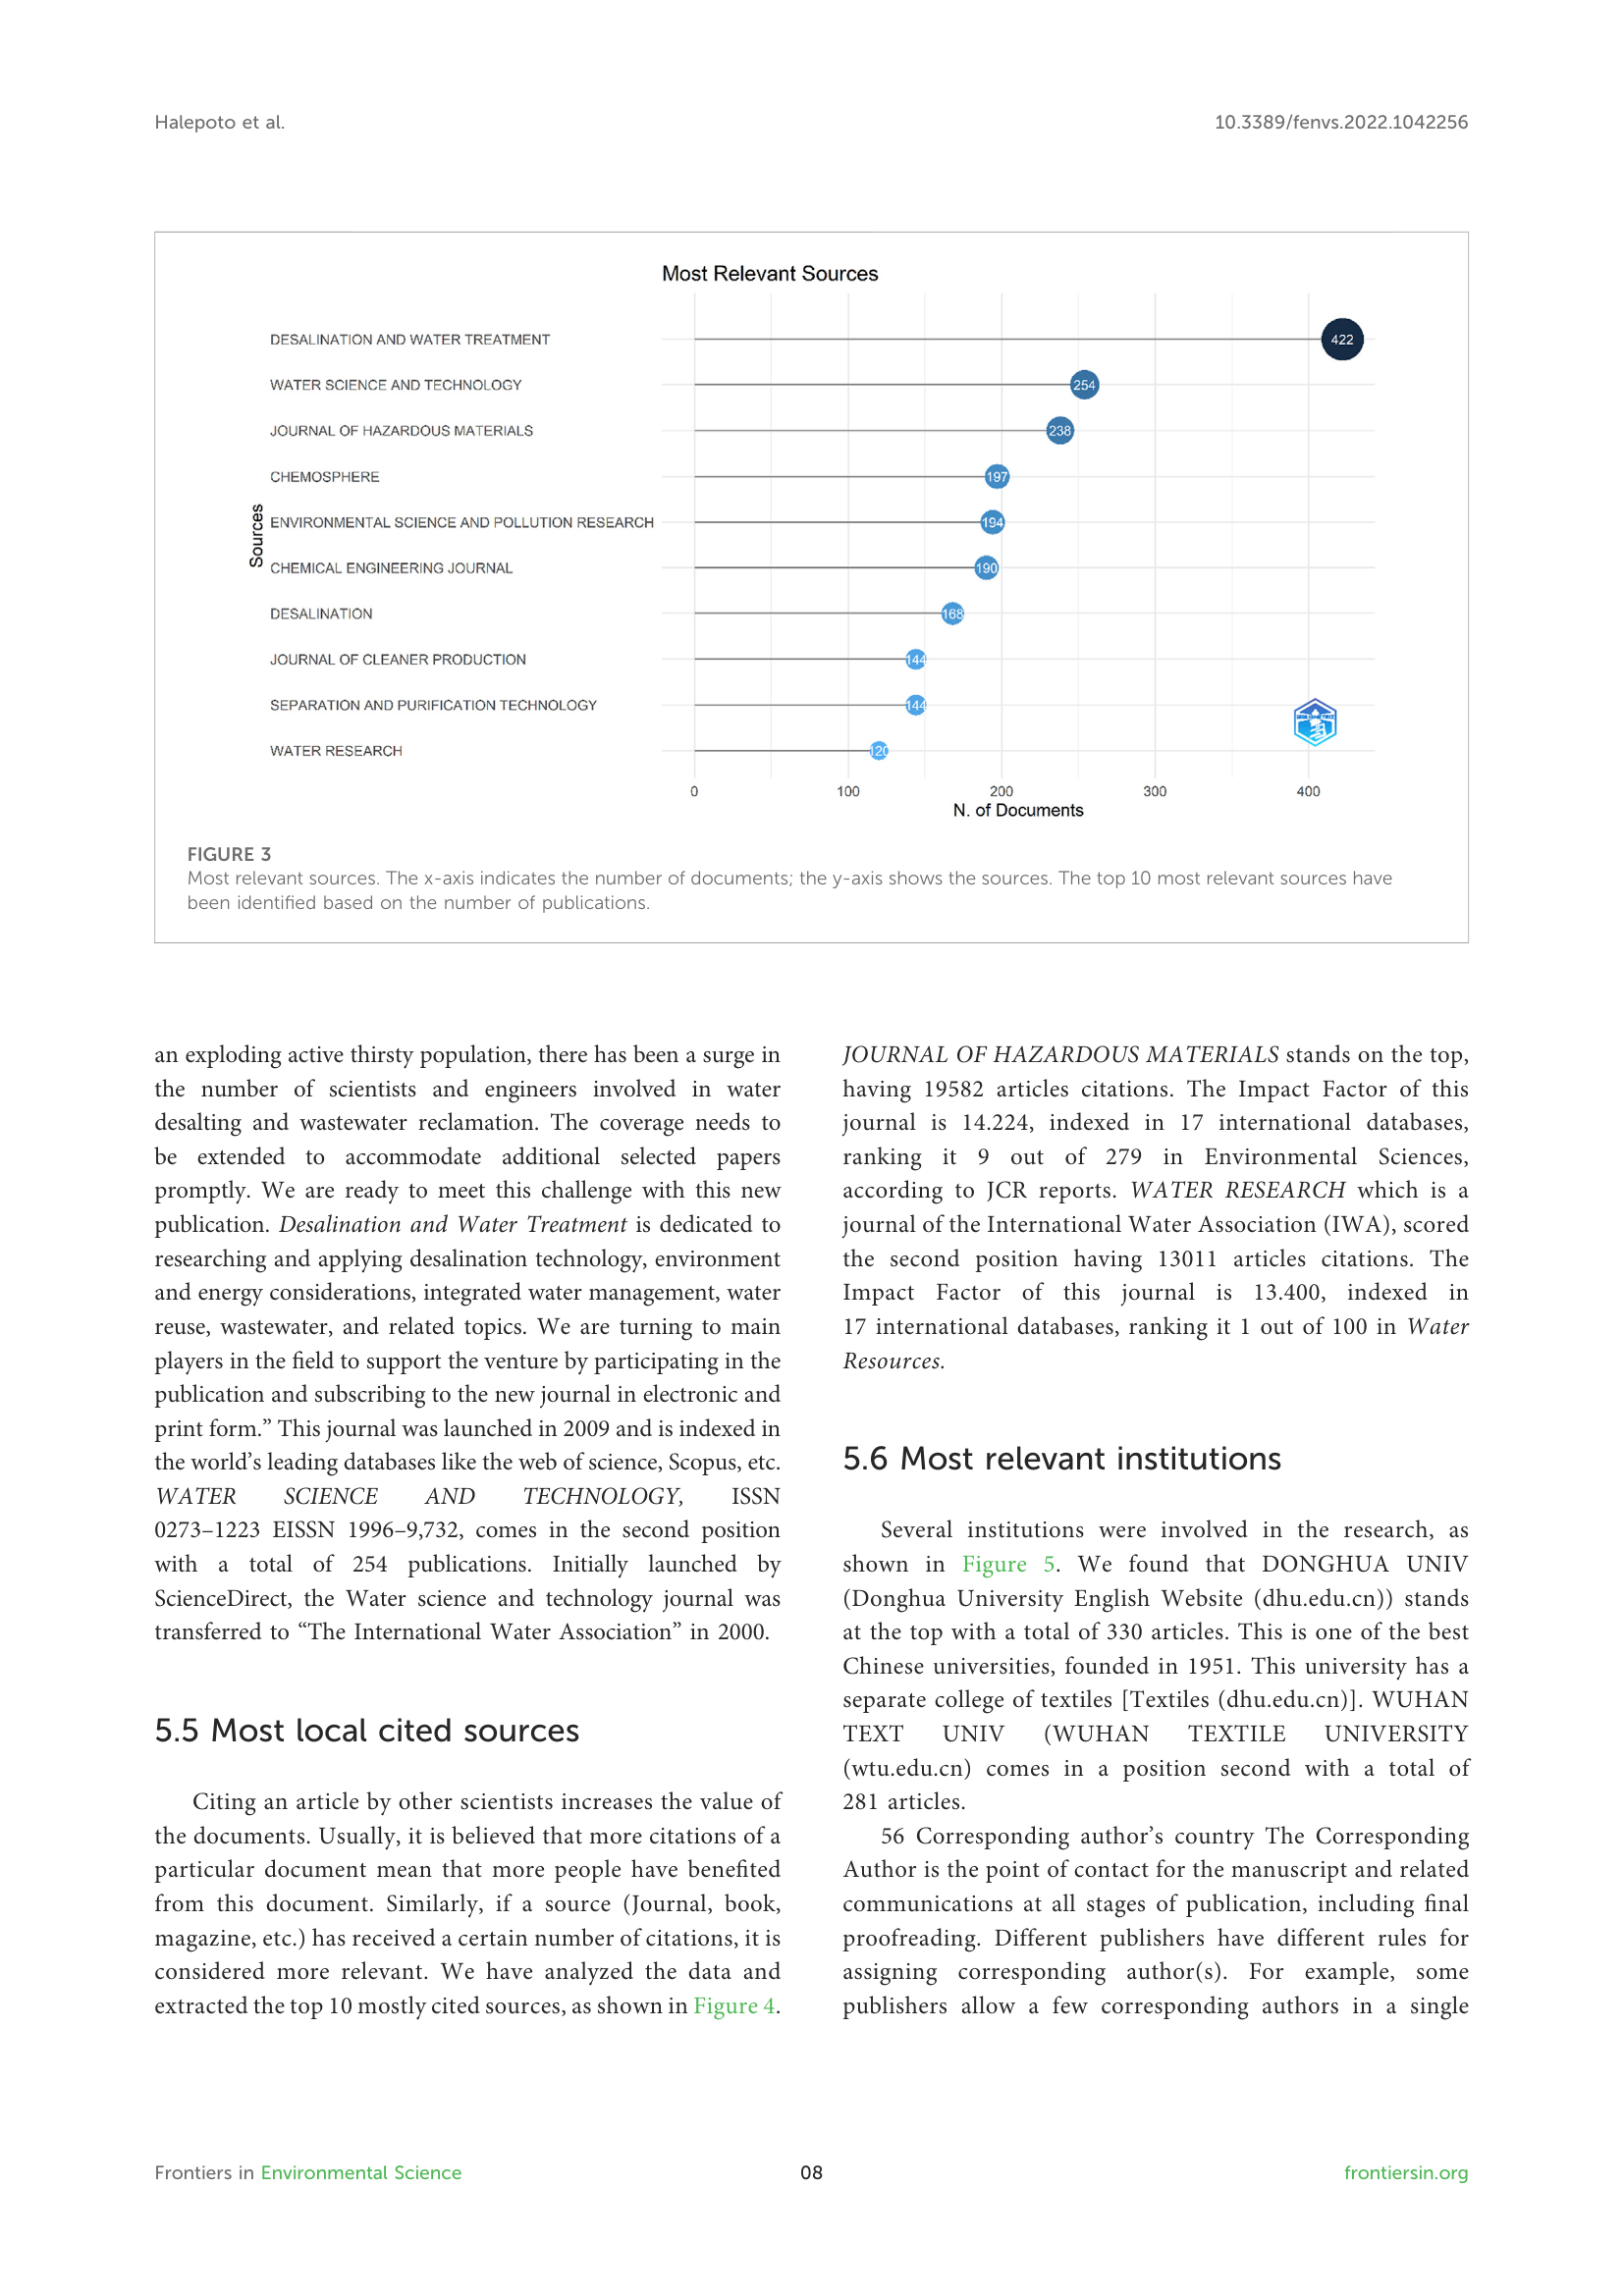 Halepoto et al.
10.3389/fenvs.2022.1042256
Most Relevant Sources
DESALINATION AND WATER TREATMENT
422
WATER SCIENCE AND TECHNOLOGY
254
JOURNAL OF HAZARDOUS MATERIALS
238
CHEMOSPHERE
197
ENVIRONMENTAL SCIENCE AND POLLUTION RESEARCH
194
CHEMICAL ENGINEERING JOURNAL
190
DESALINATION
168
JOURNAL OF CLEANER PRODUCTION
144
SEPARATION AND PURIFICATION TECHNOLOGY
144
WATER RESEARCH
120
Sources
0 100 200 300 400
N. of Documents
FIGURE 3
Most relevant sources. The x-axis indicates the number of documents; the y-axis shows the sources. The top 10 most relevant sources have
been identified based on the number of publications.
an exploding active thirsty population, there has been a surge in
the number of scientists and engineers involved in water
desalting and wastewater reclamation. The coverage needs to
be extended to accommodate additional selected papers
promptly. We are ready to meet this challenge with this new
publication. Desalination and Water Treatment is dedicated to
researching and applying desalination technology, environment
and energy considerations, integrated water management, water
reuse, wastewater, and related topics. We are turning to main
players in the field to support the venture by participating in the
publication and subscribing to the new journal in electronic and
print form.” This journal was launched in 2009 and is indexed in
the world’s leading databases like the web of science, Scopus, etc.
WATER SCIENCE AND TECHNOLOGY, ISSN
0273–1223 EISSN 1996–9,732, comes in the second position
with a total of 254 publications. Initially launched by
ScienceDirect, the Water science and technology journal was
transferred to “The International Water Association” in 2000.
5.5 Most local cited sources
Citing an article by other scientists increases the value of
the documents. Usually, it is believed that more citations of a
particular document mean that more people have benefited
from this document. Similarly, if a source (Journal, book,
magazine, etc.) has received a certain number of citations, it is
considered more relevant. We have analyzed the data and
extracted the top 10 mostly cited sources, as shown in Figure 4.
JOURNAL OF HAZARDOUS MATERIALS stands on the top,
having 19582 articles citations. The Impact Factor of this
journal is 14.224, indexed in 17 international databases,
ranking it 9 out of 279 in Environmental Sciences,
according to JCR reports. WATER RESEARCH which is a
journal of the International Water Association (IWA), scored
the second position having 13011 articles citations. The
Impact Factor of this journal is 13.400, indexed in
17 international databases, ranking it 1 out of 100 in Water
Resources.
5.6 Most relevant institutions
Several institutions were involved in the research, as
shown in Figure 5. We found that DONGHUA UNIV
(Donghua University English Website (dhu.edu.cn)) stands
at the top with a total of 330 articles. This is one of the best
Chinese universities, founded in 1951. This university has a
separate college of textiles [Textiles (dhu.edu.cn)]. WUHAN
TEXT UNIV (WUHAN TEXTILE UNIVERSITY
(wtu.edu.cn) comes in a position second with a total of
281 articles.
56 Corresponding author’s country The Corresponding
Author is the point of contact for the manuscript and related
communications at all stages of publication, including final
proofreading. Different publishers have different rules for
assigning corresponding author(s). For example, some
publishers allow a few corresponding authors in a single
Frontiers in Environmental Science
08
frontiersin.org